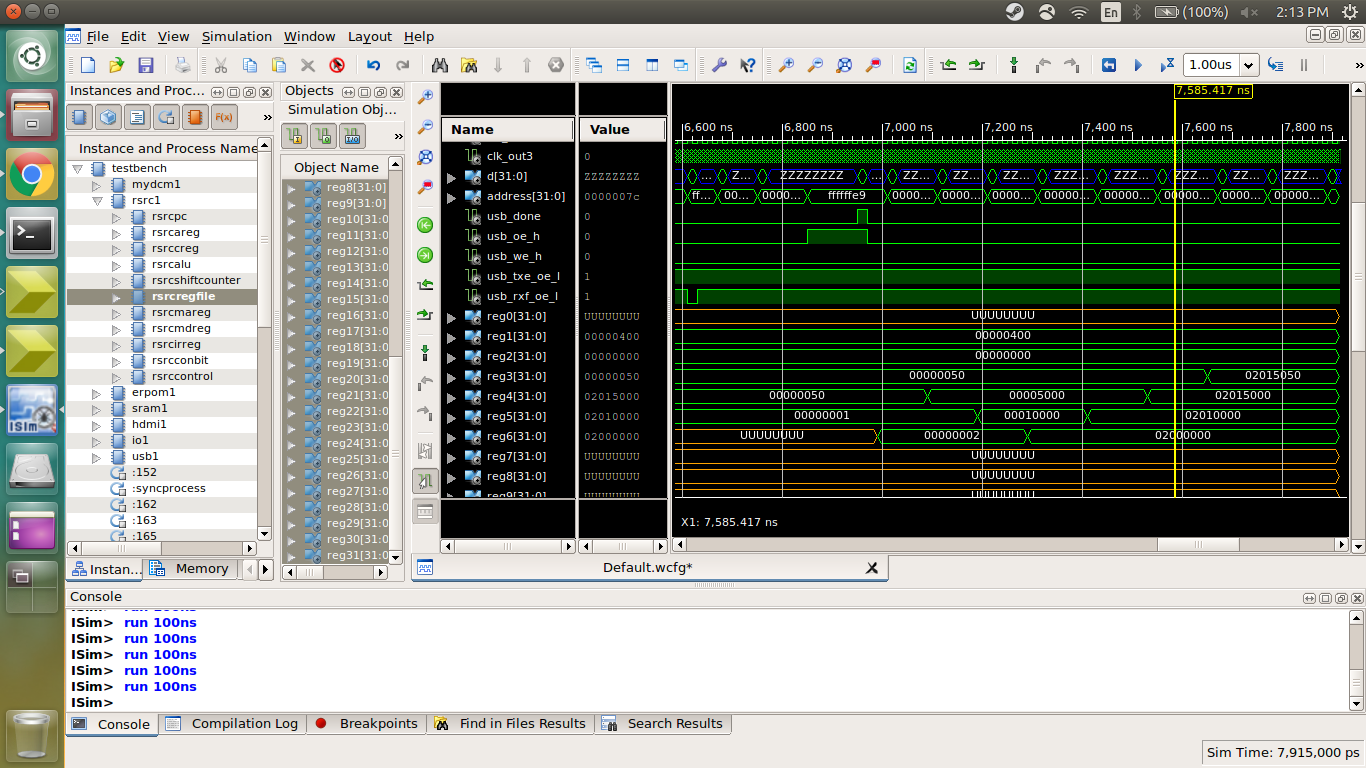 En (100%) 2:13 PM
File Edit View Simulation Window Layout Help
1.00us
»
Instances and Proc...
F(x) »
Instance and Process Name
testbench
mydcm1
rsrc1
rsrcpc
rsrcareg
rsrccreg
rsrcalu
rsrcshiftcounter
rsrcregfile
rsrcmareg
rsrcmdreg
rsrcirreg
rsrcconbit
rsrccontrol
erpom1
sram1
hdmi1
io1
usb1
:152
:syncprocess
:162
:163
:165
Instan... Memory
Objects
Simulation Obj...
»
Object Name
reg8[31:0]
reg9[31:0]
reg10[31:0
reg11[31:0
reg12[31:0
reg13[31:0
reg14[31:0
reg15[31:0
reg16[31:0
reg17[31:0
reg18[31:0
reg19[31:0
reg20[31:0
reg21[31:0
reg22[31:0
reg23[31:0
reg24[31:0
reg25[31:0
reg26[31:0
reg27[31:0
reg28[31:0
reg29[31:0
reg30[31:0
reg31[31:0
7,585.417 ns
Name Value 6,600 ns 6,800 ns 7,000 ns 7,200 ns 7,400 ns 7,600 ns 7,800 ns
clk_out3 0
d[31:0] ZZZZZZZZ ... Z... Z... ZZZZZZZZ ZZ... ZZ... ZZ... ZZ... ZZZ... ZZZ... ZZZ... ZZZ...
address[31:0] 0000007c ff... 00... 0000... ffffffe9 0000... 0000... 0000... 0000... 00000... 00000... 00000...
usb_done 0
usb_oe_h 0
usb_we_h 0
usb_txe_oe_l 1
usb_rxf_oe_l 1
reg0[31:0] UUUUUUUU UUUUUUUU
reg1[31:0] 00000400 00000400
reg2[31:0] 00000000 00000000
reg3[31:0] 00000050 00000050 02015050
reg4[31:0] 02015000 00000050 00005000 02015000
reg5[31:0] 02010000 00000001 00010000 02010000
reg6[31:0] 02000000 UUUUUUUU 00000002 02000000
reg7[31:0] UUUUUUUU UUUUUUUU
reg8[31:0] UUUUUUUU UUUUUUUU
reg9[31:0] UUUUUUUU UUUUUUUU
X1: 7,585.417 ns
Default.wcfg*
Console
ISim> run 100ns
ISim> run 100ns
ISim> run 100ns
ISim> run 100ns
ISim> run 100ns
ISim> run 100ns
ISim>
Console Compilation Log Breakpoints Find in Files Results Search Results
Sim Time: 7,915,000 ps
ISim